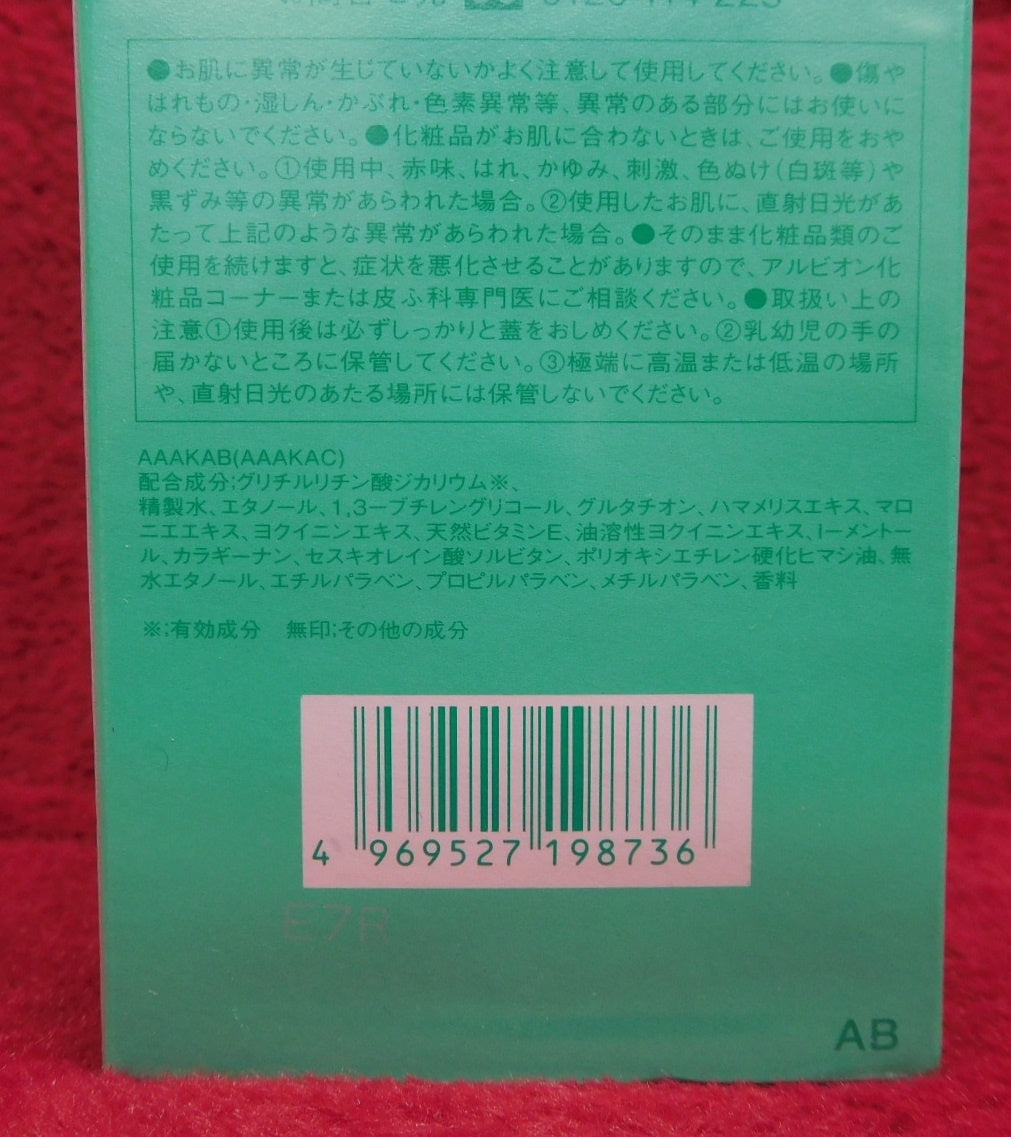 ●お肌に異常が生じていないかよく注意して使用してください。●傷や
はれもの・湿しん・かぶれ・色素異常等、異常のある部分にはお使いに
ならないでください。●化粧品がお肌に合わないときは、ご使用をおや
めください。①使用中、赤味、はれ、かゆみ、刺激、色ぬけ(白斑等)や
黒ずみ等の異常があらわれた場合。②使用したお肌に、直射日光があ
たって上記のような異常があらわれた場合。●そのまま化粧品類のご
使用を続けますと、症状を悪化させることがありますので、アルビオン化
粧品コーナーまたは皮ふ科専門医にご相談ください。●取扱い上の
注意①使用後は必ずしっかりと蓋をおしめください。②乳幼児の手の
届かないところに保管してください。③極端に高温または低温の場所
や、直射日光のあたる場所には保管しないでください。
AAAKAB(AAAKAC)
配合成分:グリチルリチン酸ジカリウム※、
精製水、エタノール、1,3-ブチレングリコール、グルタチオン、ハマメリスエキス、マロ
ニエエキス、ヨクイニンエキス、天然ビタミンE、油溶性ヨクイニンエキス、l-メントー
ル、カラギーナン、セスキオレイン酸ソルビタン、ポリオキシエチレン硬化ヒマシ油、無
水エタノール、エチルパラベン、プロピルパラベン、メチルパラベン、香料
※:有効成分 無印:その他の成分
4 969527 198736
E7R
AB